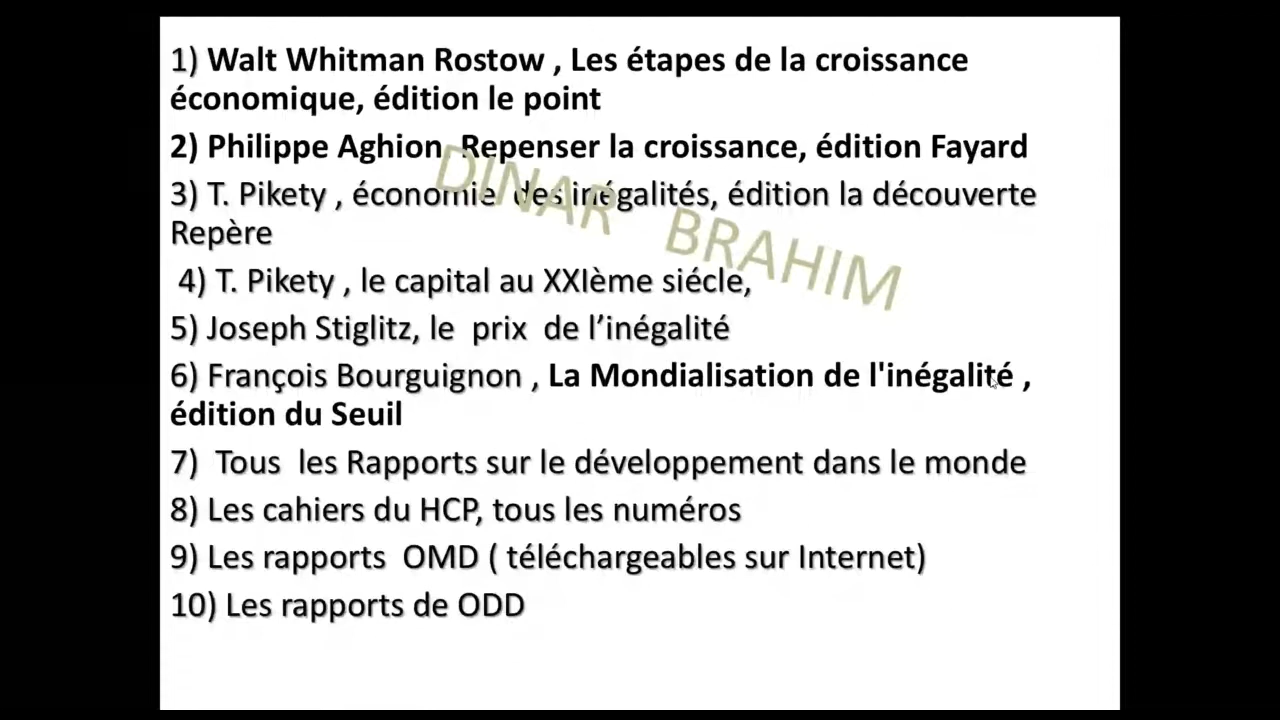 1) Walt Whitman Rostow , Les étapes de la croissance
économique, édition le point
2) Philippe Aghion Repenser la croissance, édition Fayard
3) T. Pikety , économie des inégalités, édition la découverte
Repère
4) T. Pikety , le capital au XXIème siécle,
5) Joseph Stiglitz, le prix de l’inégalité
6) François Bourguignon , La Mondialisation de l'inégalité ,
édition du Seuil
7) Tous les Rapports sur le développement dans le monde
8) Les cahiers du HCP, tous les numéros
9) Les rapports OMD ( téléchargeables sur Internet)
10) Les rapports de ODD
DINAR BRAHIM